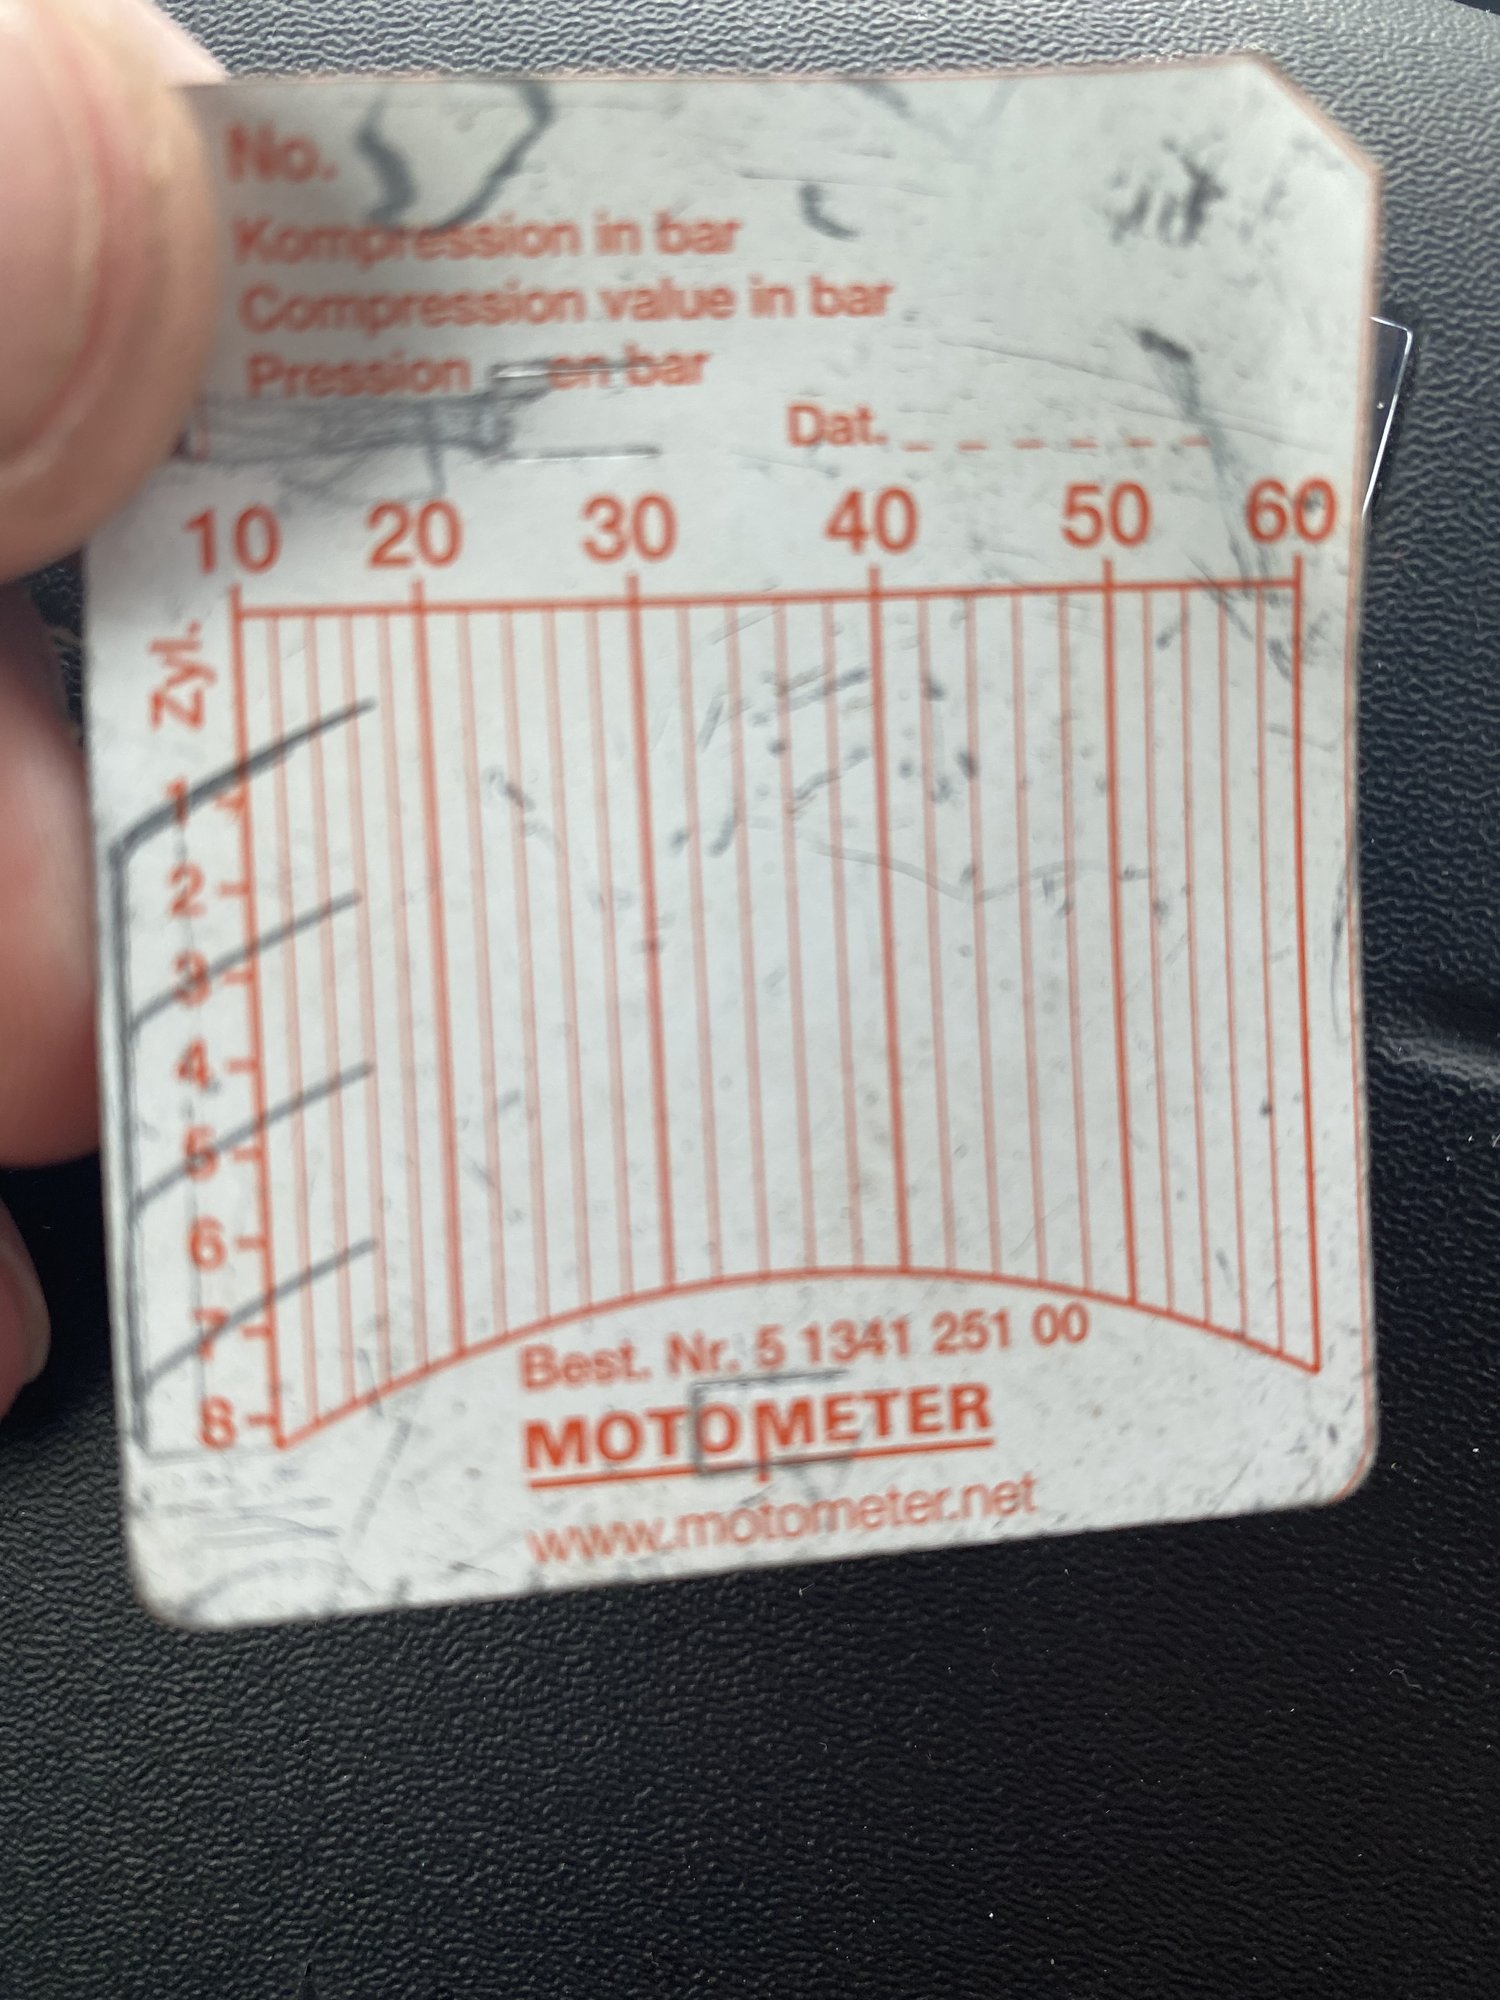 No.
Kompression in bar
Compression value in bar
Pression en bar
Dat.
10 20 30 40 50 60
Zyl.
1
2
3
4
5
6
7
8
Best. Nr. 5 1341 251 00
MOTOMETER
www.motometer.net